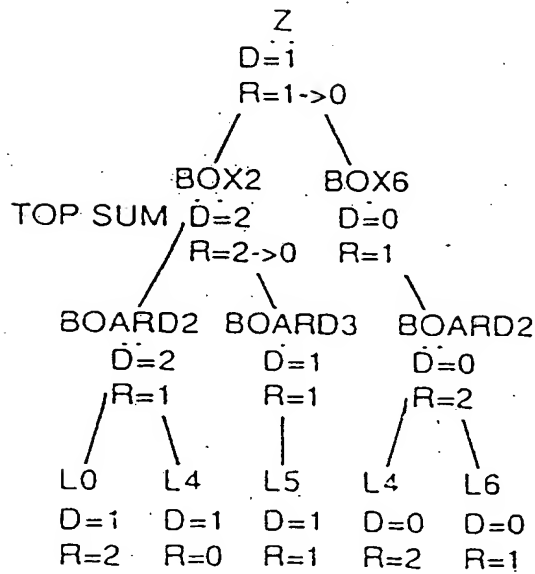 Z
D=1
R=1->0
BOX2 BOX6
TOP SUM D=2 D=0
R=2->0 R=1
BOARD2 BOARD3 BOARD2
D=2 D=1 D=0
R=1 R=1 R=2
L0 L4 L5 L4 L6
D=1 D=1 D=1 D=0 D=0
R=2 R=0 R=1 R=2 R=1